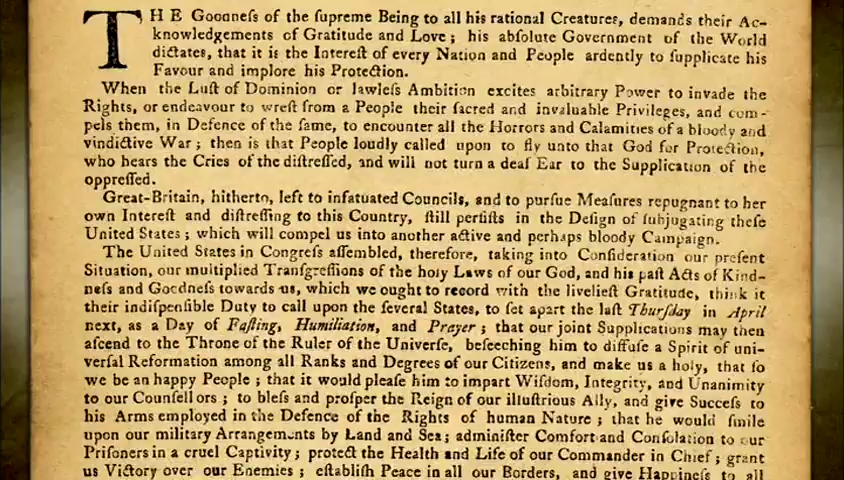 THE Goodneſs of the ſupreme Being to all his rational Creatures, demands their Ac-
knowledgements of Gratitude and Love; his abſolute Government of the World
dictates, that it is the Intereſt of every Nation and People ardently to ſupplicate his
Favour and implore his Protection.
When the Luſt of Dominion or lawleſs Ambition excites arbitrary Power to invade the
Rights, or endeavour to wreſt from a People their ſacred and invaluable Privileges, and com-
pels them, in Defence of the ſame, to encounter all the Horrors and Calamities of a bloody and
vindictive War; then is that People loudly called upon to fly unto that God for Protection,
who hears the Cries of the diſtreſſed, and will not turn a deaf Ear to the Supplication of the
oppreſſed.
Great-Britain, hitherto, left to infatuated Councils, and to purſue Meaſures repugnant to her
own Intereſt and diſtreſſing to this Country, ſtill perſiſts in the Deſign of ſubjugating theſe
United States; which will compel us into another active and perhaps bloody Campaign.
The United States in Congreſs aſſembled, therefore, taking into Conſideration our preſent
Situation, our multiplied Tranſgreſſions of the holy Laws of our God, and his paſt Acts of Kind-
neſs and Goodneſs towards us, which we ought to record with the livelieſt Gratitude, think it
their indiſpenſible Duty to call upon the ſeveral States, to ſet apart the laſt Thurſday in April
next, as a Day of Faſting, Humiliation, and Prayer; that our joint Supplications may then
aſcend to the Throne of the Ruler of the Univerſe, beſeeching him to diffuſe a Spirit of uni-
verſal Reformation among all Ranks and Degrees of our Citizens, and make us a holy, that ſo
we be an happy People; that it would pleaſe him to impart Wiſdom, Integrity, and Unanimity
to our Counſellors; to bleſs and proſper the Reign of our illuſtrious Ally, and give Succeſs to
his Arms employed in the Defence of the Rights of human Nature; that he would ſmile
upon our military Arrangements by Land and Sea; adminiſter Comfort and Conſolation to our
Priſoners in a cruel Captivity; protect the Health and Life of our Commander in Chief; grant
us Victory over our Enemies; eſtabliſh Peace in all our Borders, and give Happineſs to all